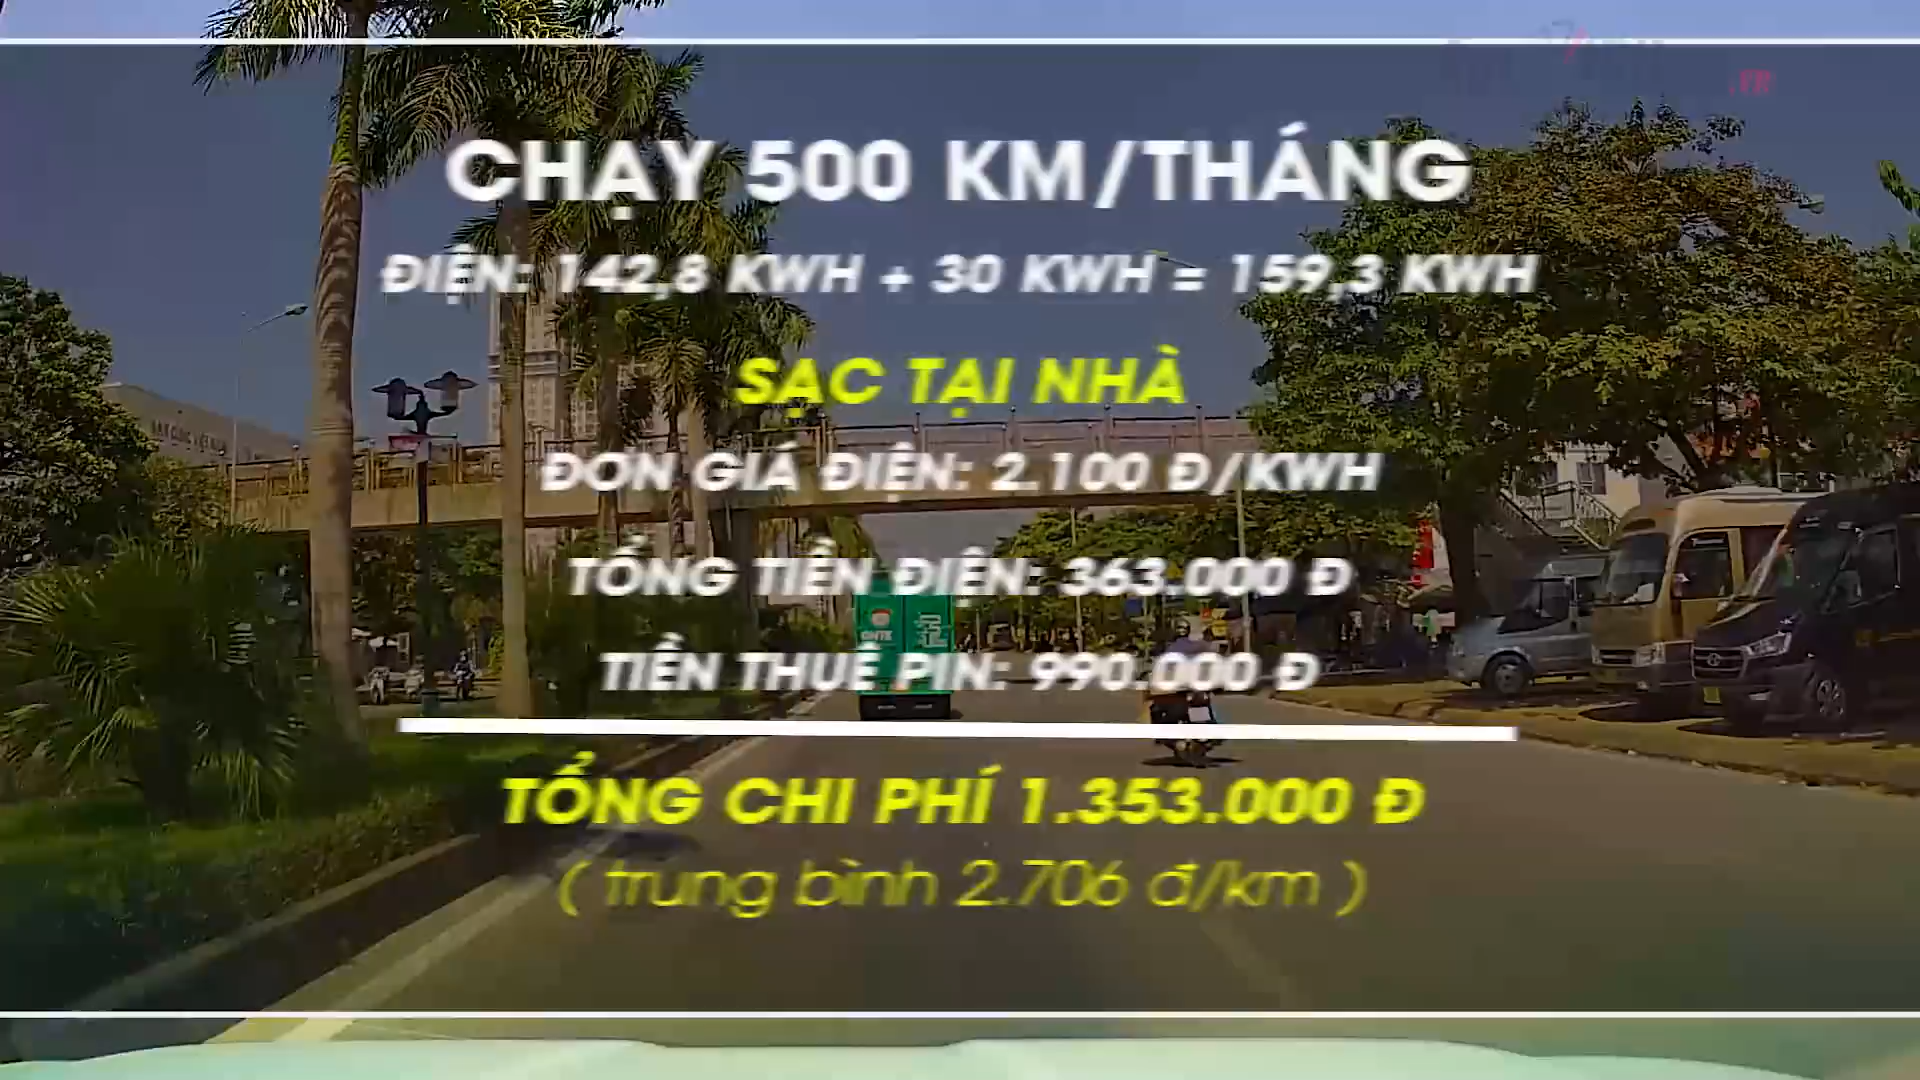 CHẠY 500 KM/THÁNG
ĐIỆN: 142,8 KWH + 30 KWH = 159,3 KWH
SẠC TẠI NHÀ
ĐƠN GIÁ ĐIỆN: 2.100 Đ/KWH
TỔNG TIỀN ĐIỆN: 363.000 Đ
TIỀN THUÊ PIN: 990.000 Đ
TỔNG CHI PHÍ 1.353.000 Đ
( trung bình 2.706 đ/km )